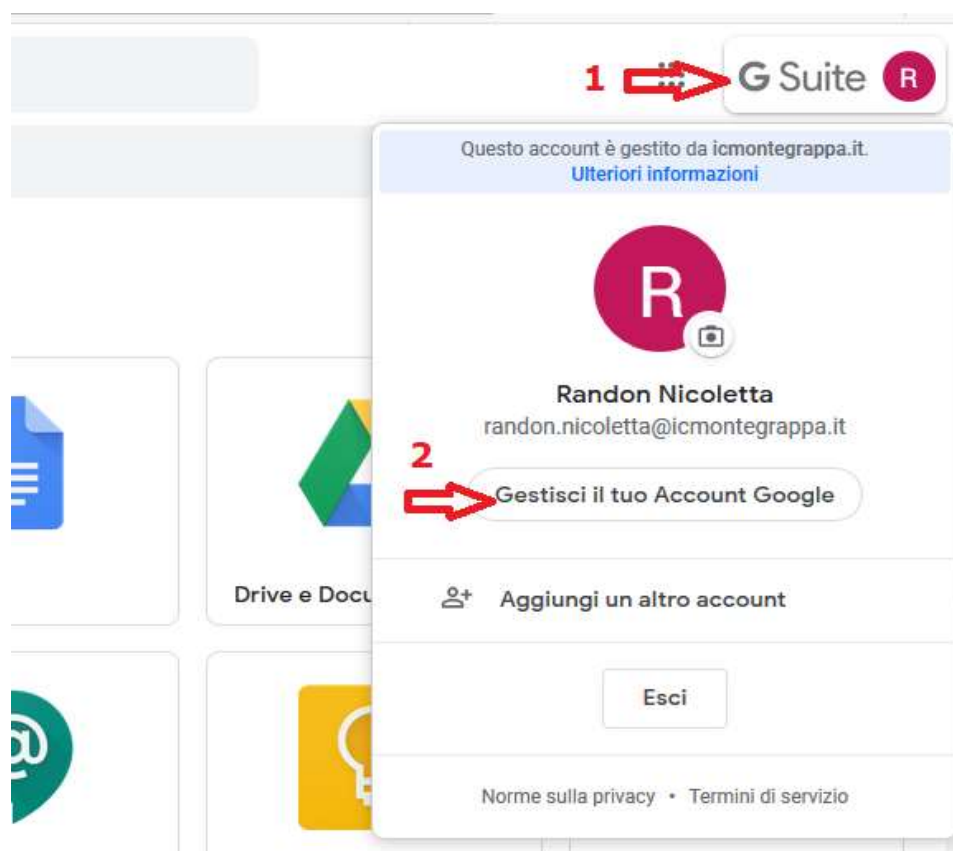 1
G Suite R
Questo account è gestito da icmontegrappa.it.
Ulteriori informazioni
R
Randon Nicoletta
randon.nicoletta@icmontegrappa.it
2
Gestisci il tuo Account Google
Drive e Docu
Aggiungi un altro account
Esci
@
Norme sulla privacy • Termini di servizio